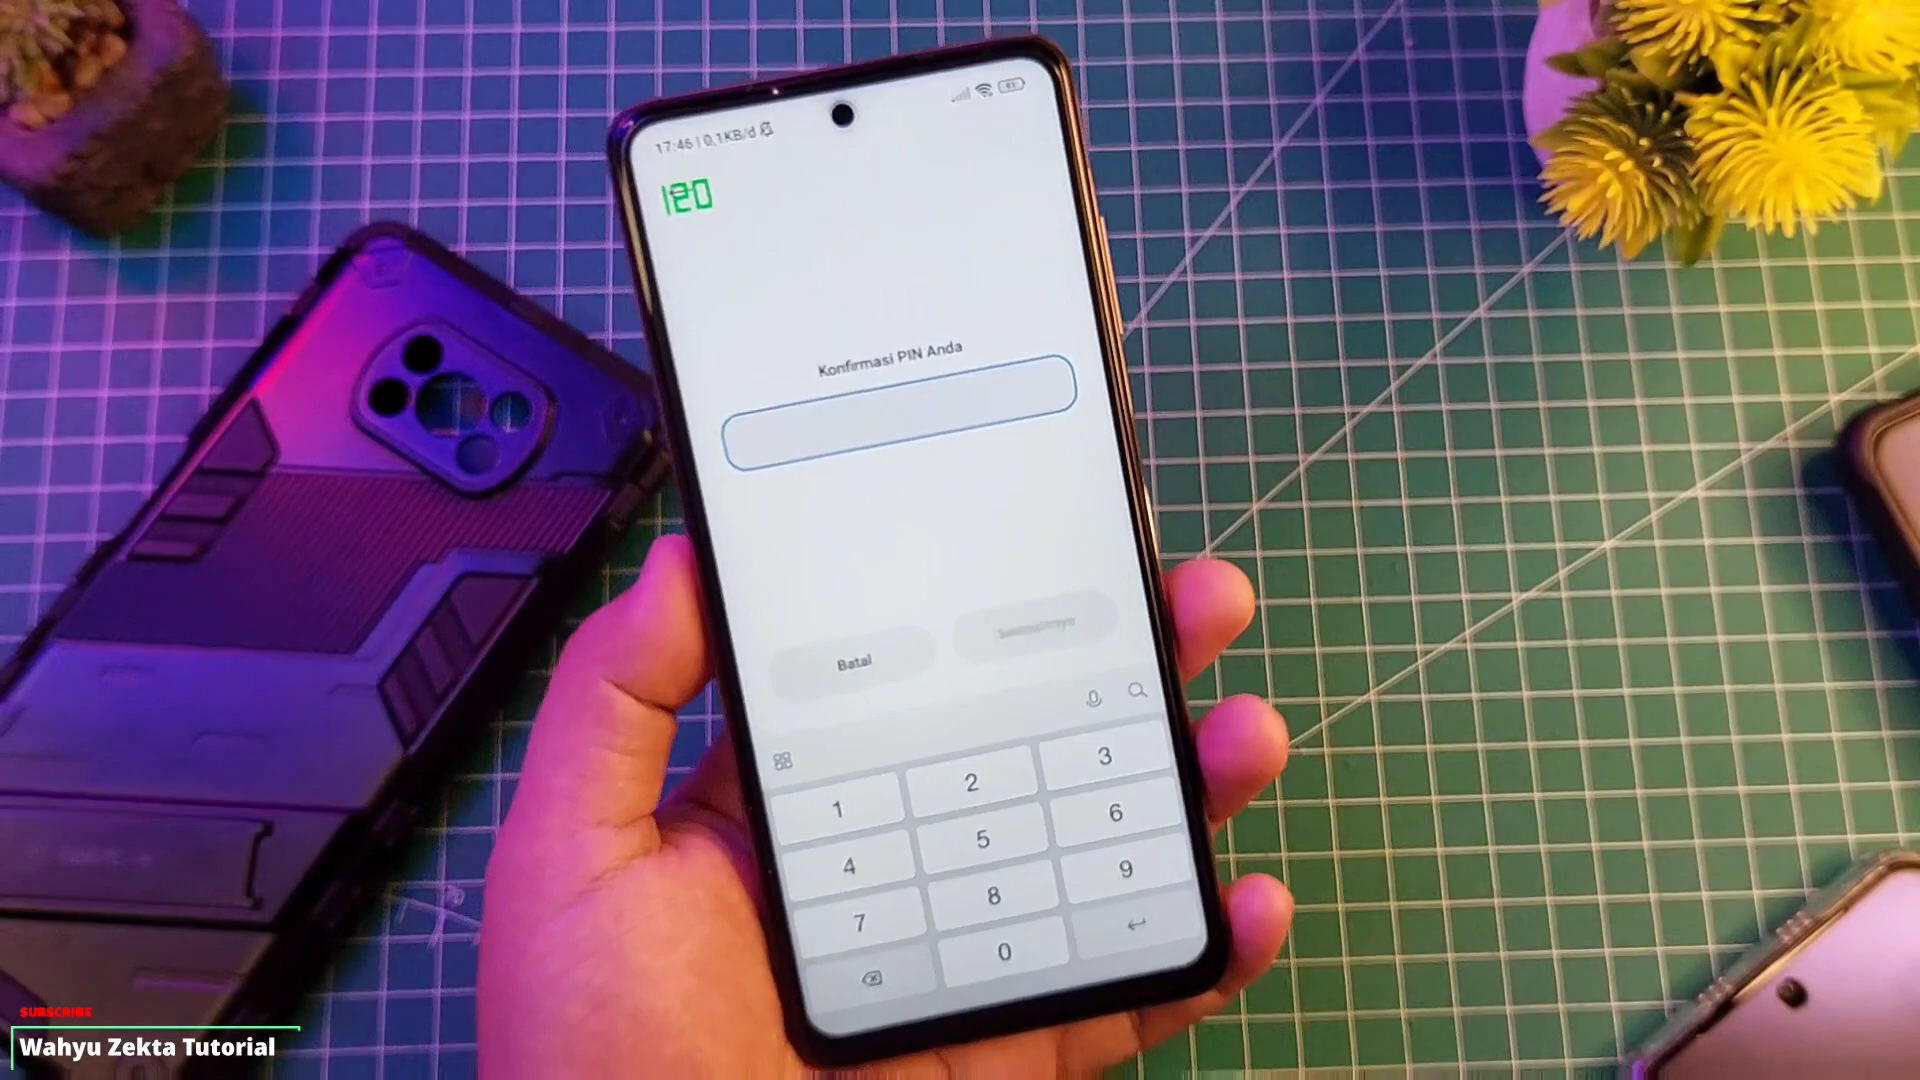 17:46 | 0,1KB/d
120
Konfirmasi PIN Anda
Batal
Selanjutnya
1
2
3
4
5
6
7
8
9
0
SUBSCRIBE
Wahyu Zekta Tutorial